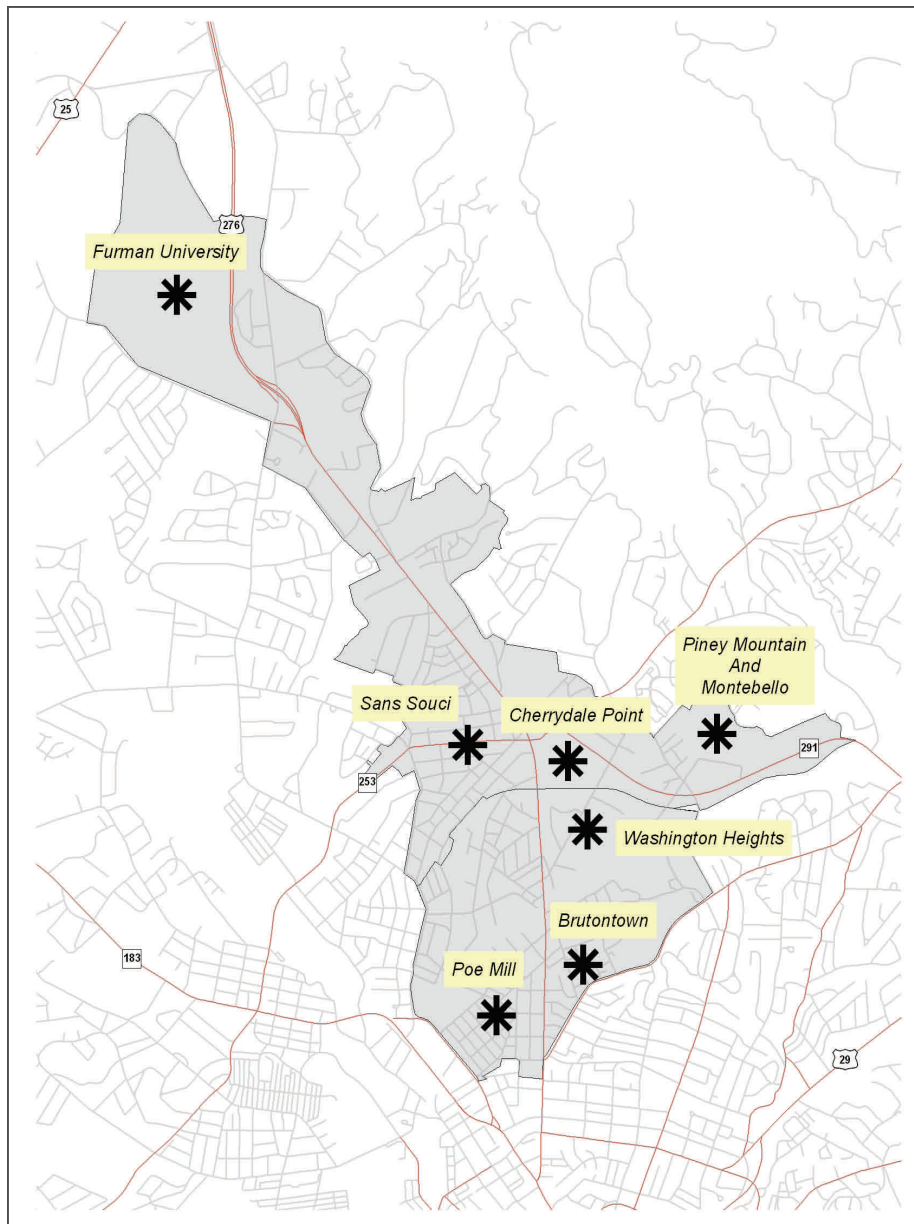 25
276
Furman University
Piney Mountain
And
Montebello
Sans Souci
Cherrydale Point
291
253
Washington Heights
Brutontown
183
Poe Mill
29